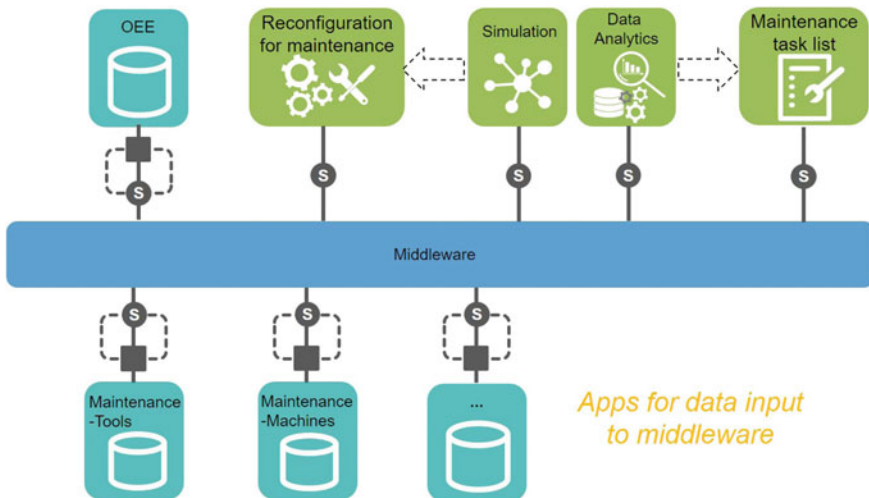 OEE
Reconfiguration
for maintenance
Simulation
Data
Analytics
Maintenance
task list
S
S
S
S
S
Middleware
S
S
S
Maintenance
-Tools
Maintenance
-Machines
...
Apps for data input
to middleware